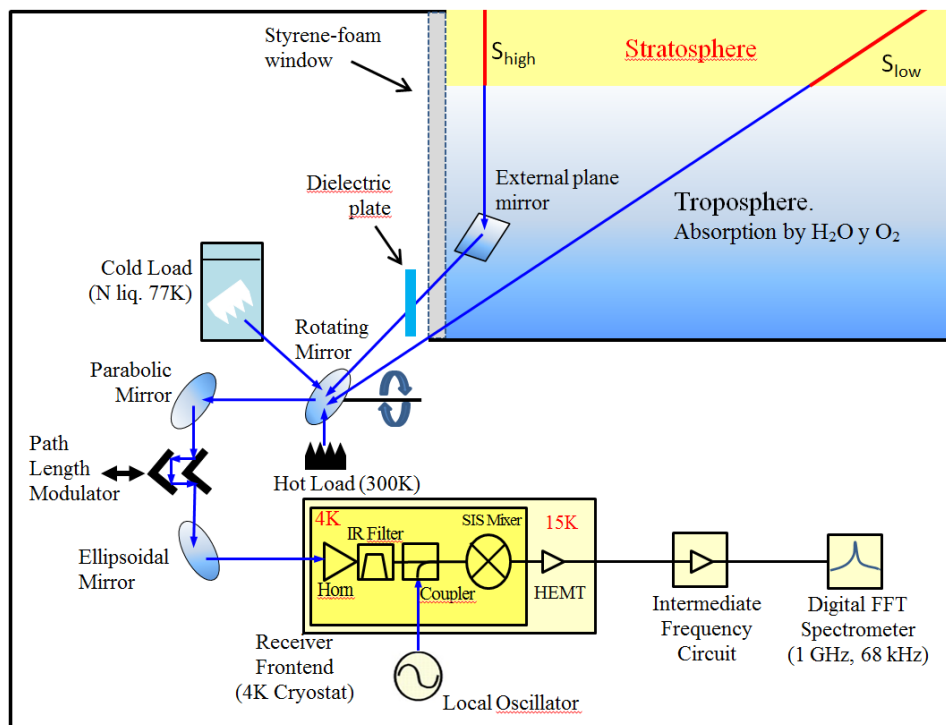 Styrene-foam
window
S_high
Stratosphere
S_low
Dielectric
plate
External plane
mirror
Troposphere.
Absorption by H₂O y O₂
Cold Load
(N liq. 77K)
Rotating
Mirror
Parabolic
Mirror
Path
Length
Modulator
Hot Load (300K)
4K
IR Filter
SIS Mixer
15K
Horn
Coupler
HEMT
Ellipsoidal
Mirror
Receiver
Frontend
(4K Cryostat)
Local Oscillator
Intermediate
Frequency
Circuit
Digital FFT
Spectrometer
(1 GHz, 68 kHz)